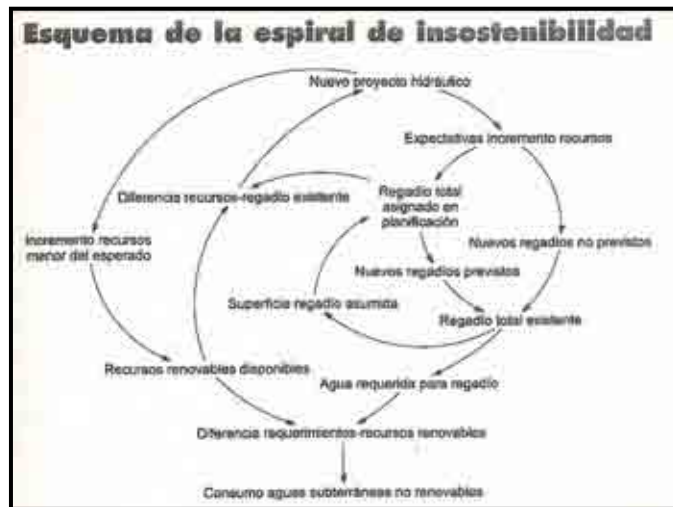 Esquema de la espiral de insostenibilidad
Nuevo proyecto hidráulico
Expectativas incremento recursos
Diferencia recursos-regadío existente
Regadío total
asignado en
planificación
Incremento recursos
menor del esperado
Nuevos regadíos no previstos
Nuevos regadíos previstos
Superficie regadío asumida
Regadío total existente
Recursos renovables disponibles
Agua requerida para regadío
Diferencia requerimientos-recursos renovables
Consumo aguas subterráneas no renovables